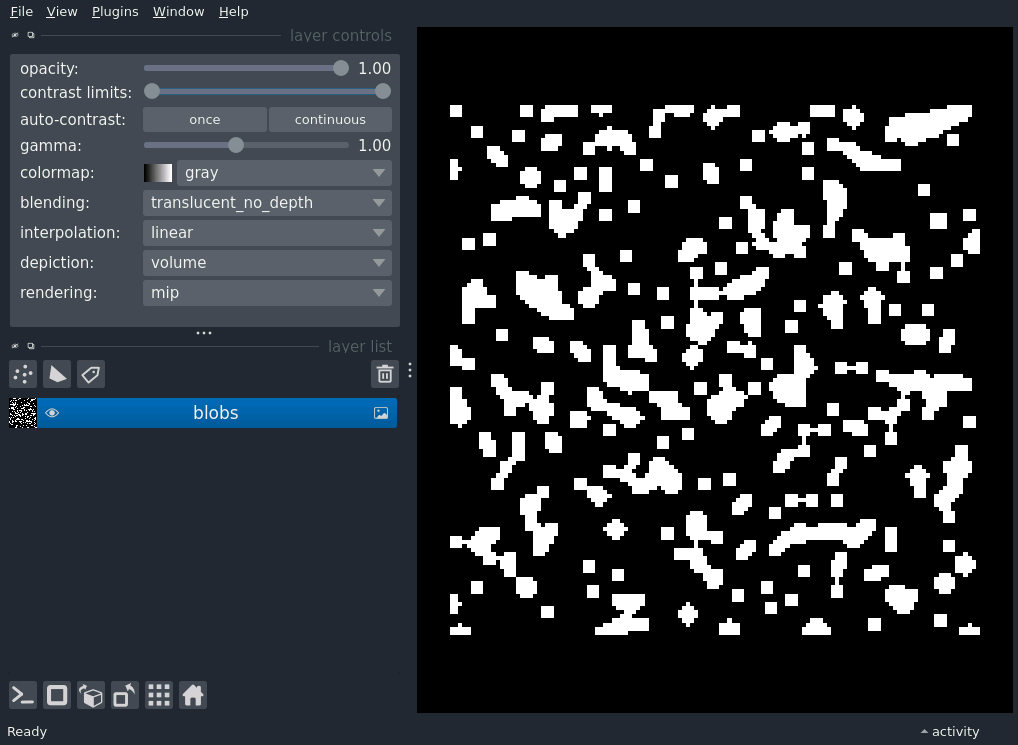 File View Plugins Window Help
layer controls
opacity: 1.00
contrast limits:
auto-contrast: once continuous
gamma: 1.00
colormap: gray
blending: translucent_no_depth
interpolation: linear
depiction: volume
rendering: mip
layer list
blobs
Ready activity